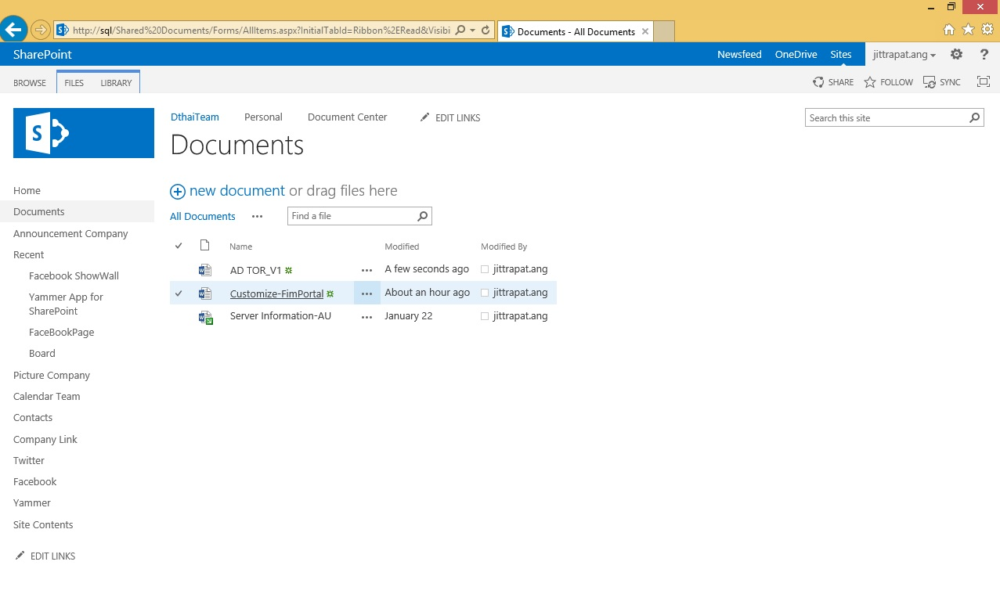 http://sql/Shared%20Documents/Forms/AllItems.aspx?InitialTabId=Ribbon%2ERead&Visibi
Documents - All Documents
SharePoint Newsfeed OneDrive Sites jittrapat.ang ?
BROWSE FILES LIBRARY SHARE FOLLOW SYNC
S DthaiTeam Personal Document Center EDIT LINKS Search this site
Documents
new document or drag files here
All Documents ••• Find a file
Name Modified Modified By
AD TOR_V1 ••• A few seconds ago jittrapat.ang
Customize-FimPortal ••• About an hour ago jittrapat.ang
Server Information-AU ••• January 22 jittrapat.ang
Home
Documents
Announcement Company
Recent
Facebook ShowWall
Yammer App for
SharePoint
FaceBookPage
Board
Picture Company
Calendar Team
Contacts
Company Link
Twitter
Facebook
Yammer
Site Contents
EDIT LINKS